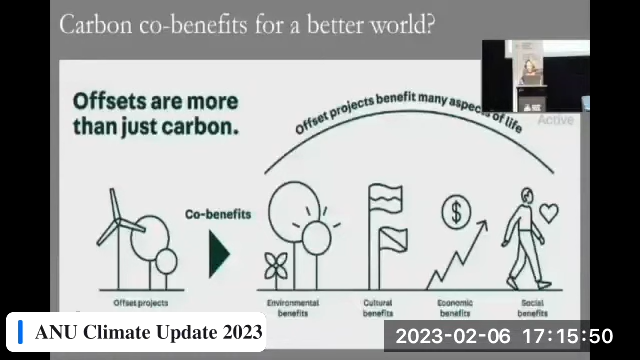 Carbon co-benefits for a better world?
Offsets are more
than just carbon.
Offset projects benefit many aspects of life
Active
Co-benefits
$
Offset projects
Environmental
benefits
Cultural
benefits
Economic
benefits
Social
benefits
ANU Climate Update 2023
2023-02-06 17:15:50